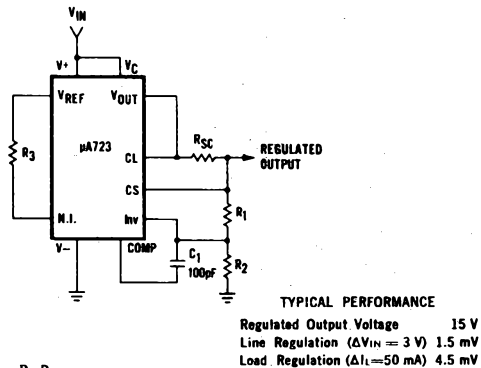 VIN
V+ VC
VREF VOUT
R3 µA723 CL RSC REGULATED OUTPUT
CS
N.I. Inv R1
V− COMP C1 100pF R2
TYPICAL PERFORMANCE
Regulated Output Voltage 15 V
Line Regulation (ΔVIN = 3 V) 1.5 mV
Load Regulation (ΔIL=50 mA) 4.5 mV